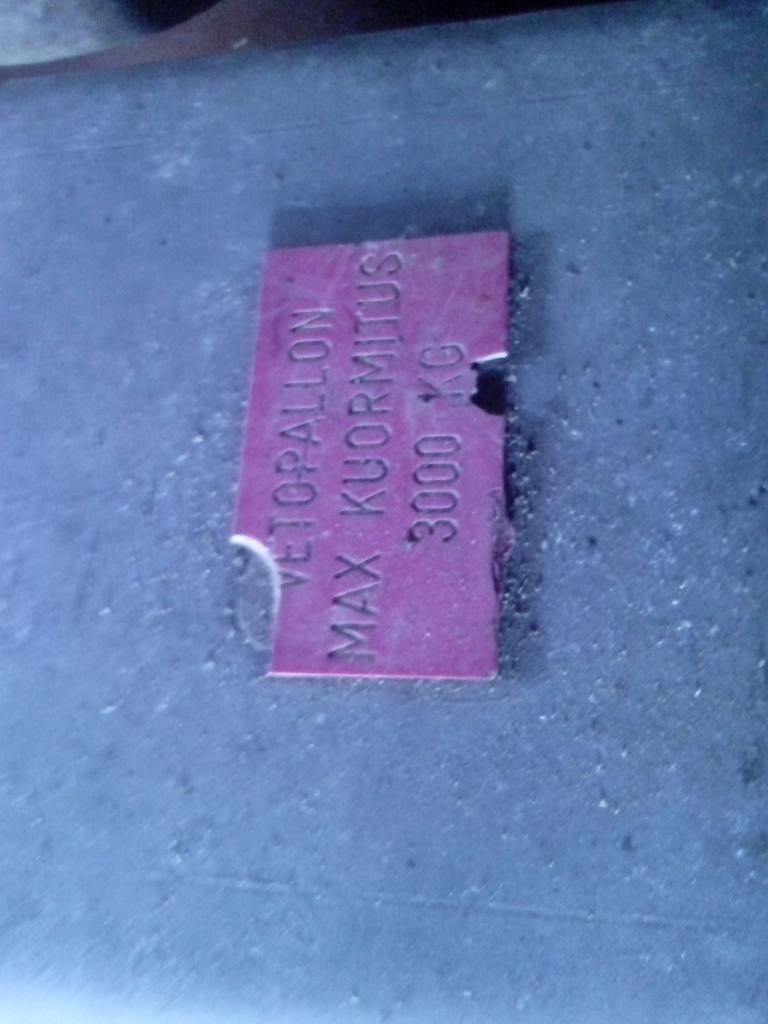 VETOPALLON
MAX KUORMITUS
3000 KG